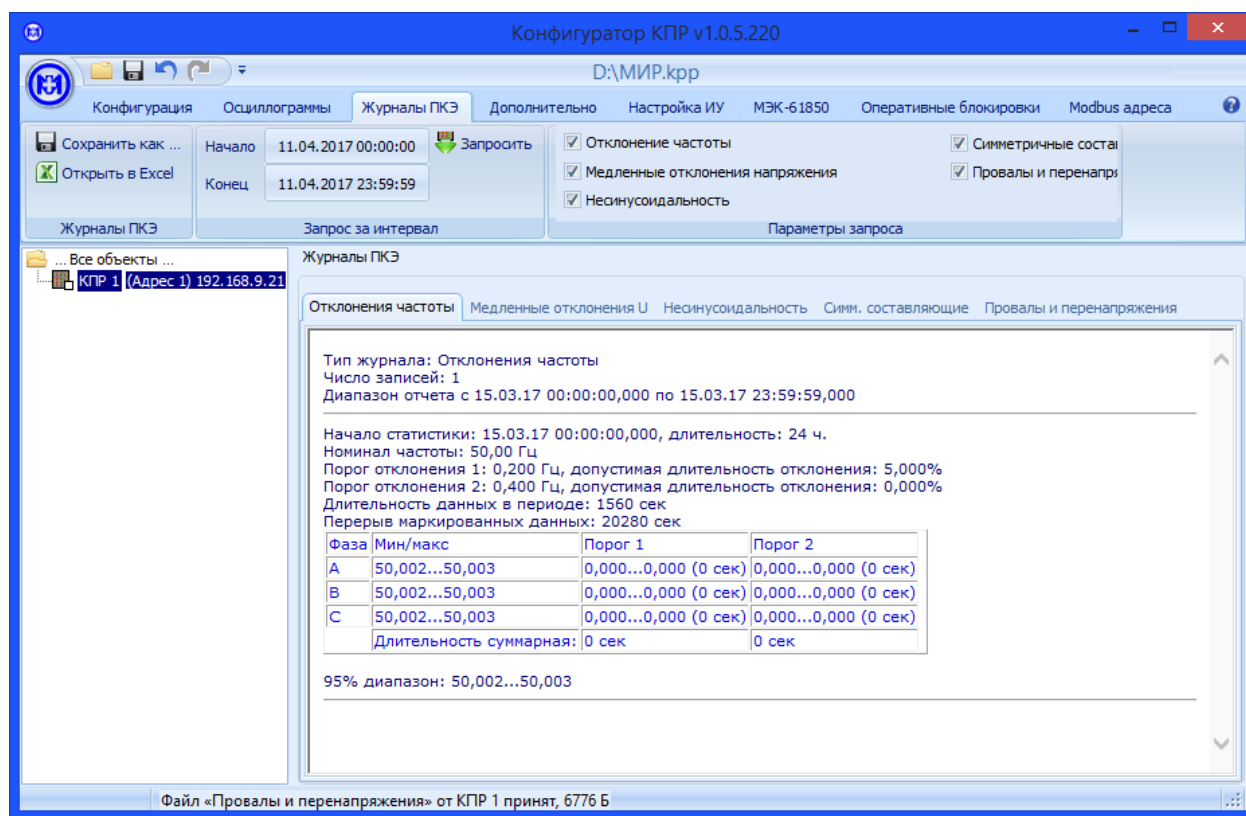 Конфигуратор КПР v1.0.5.220
D:\МИР.kpp
Конфигурация Осциллограммы Журналы ПКЭ Дополнительно Настройка ИУ МЭК-61850 Оперативные блокировки Modbus адреса
Сохранить как ...
Открыть в Excel
Журналы ПКЭ
Начало 11.04.2017 00:00:00 Запросить
Конец 11.04.2017 23:59:59
Запрос за интервал
Отклонение частоты
Медленные отклонения напряжения
Несинусоидальность
Симметричные соста
Провалы и перенапр
Параметры запроса
... Все объекты ...
КПР 1 (Адрес 1) 192.168.9.21
Журналы ПКЭ
Отклонения частоты Медленные отклонения U Несинусоидальность Симм. составляющие Провалы и перенапряжения
Тип журнала: Отклонения частоты
Число записей: 1
Диапазон отчета с 15.03.17 00:00:00,000 по 15.03.17 23:59:59,000
Начало статистики: 15.03.17 00:00:00,000, длительность: 24 ч.
Номинал частоты: 50,00 Гц
Порог отклонения 1: 0,200 Гц, допустимая длительность отклонения: 5,000%
Порог отклонения 2: 0,400 Гц, допустимая длительность отклонения: 0,000%
Длительность данных в периоде: 1560 сек
Перерыв маркированных данных: 20280 сек
Фаза Мин/макс Порог 1 Порог 2
A 50,002...50,003 0,000...0,000 (0 сек) 0,000...0,000 (0 сек)
B 50,002...50,003 0,000...0,000 (0 сек) 0,000...0,000 (0 сек)
C 50,002...50,003 0,000...0,000 (0 сек) 0,000...0,000 (0 сек)
Длительность суммарная: 0 сек 0 сек
95% диапазон: 50,002...50,003
Файл «Провалы и перенапряжения» от КПР 1 принят, 6776 Б